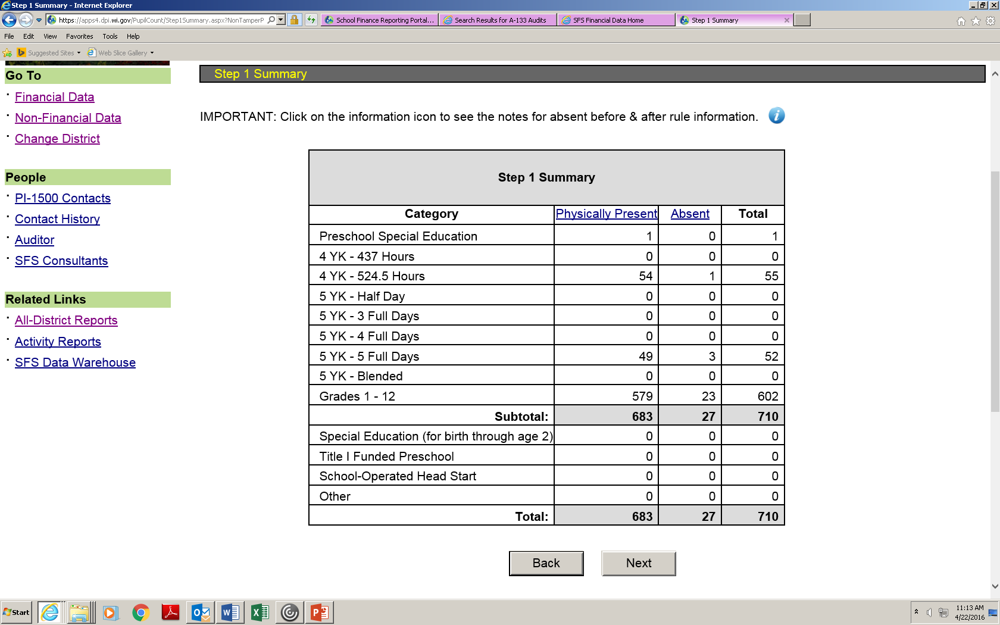 Step 1 Summary - Internet Explorer
https://apps4.dpi.wi.gov/PupilCount/Step1Summary.aspx?NonTamperP
School Finance Reporting Portal...
Search Results for A-133 Audits
SFS Financial Data Home
Step 1 Summary
File Edit View Favorites Tools Help
Suggested Sites
Web Slice Gallery
Go To
Financial Data
Non-Financial Data
Change District
People
PI-1500 Contacts
Contact History
Auditor
SFS Consultants
Related Links
All-District Reports
Activity Reports
SFS Data Warehouse
Step 1 Summary
IMPORTANT: Click on the information icon to see the notes for absent before & after rule information.
Step 1 Summary
Category Physically Present Absent Total
Preschool Special Education 1 0 1
4 YK - 437 Hours 0 0 0
4 YK - 524.5 Hours 54 1 55
5 YK - Half Day 0 0 0
5 YK - 3 Full Days 0 0 0
5 YK - 4 Full Days 0 0 0
5 YK - 5 Full Days 49 3 52
5 YK - Blended 0 0 0
Grades 1 - 12 579 23 602
Subtotal: 683 27 710
Special Education (for birth through age 2) 0 0 0
Title I Funded Preschool 0 0 0
School-Operated Head Start 0 0 0
Other 0 0 0
Total: 683 27 710
Back Next
Start
11:13 AM
4/22/2016